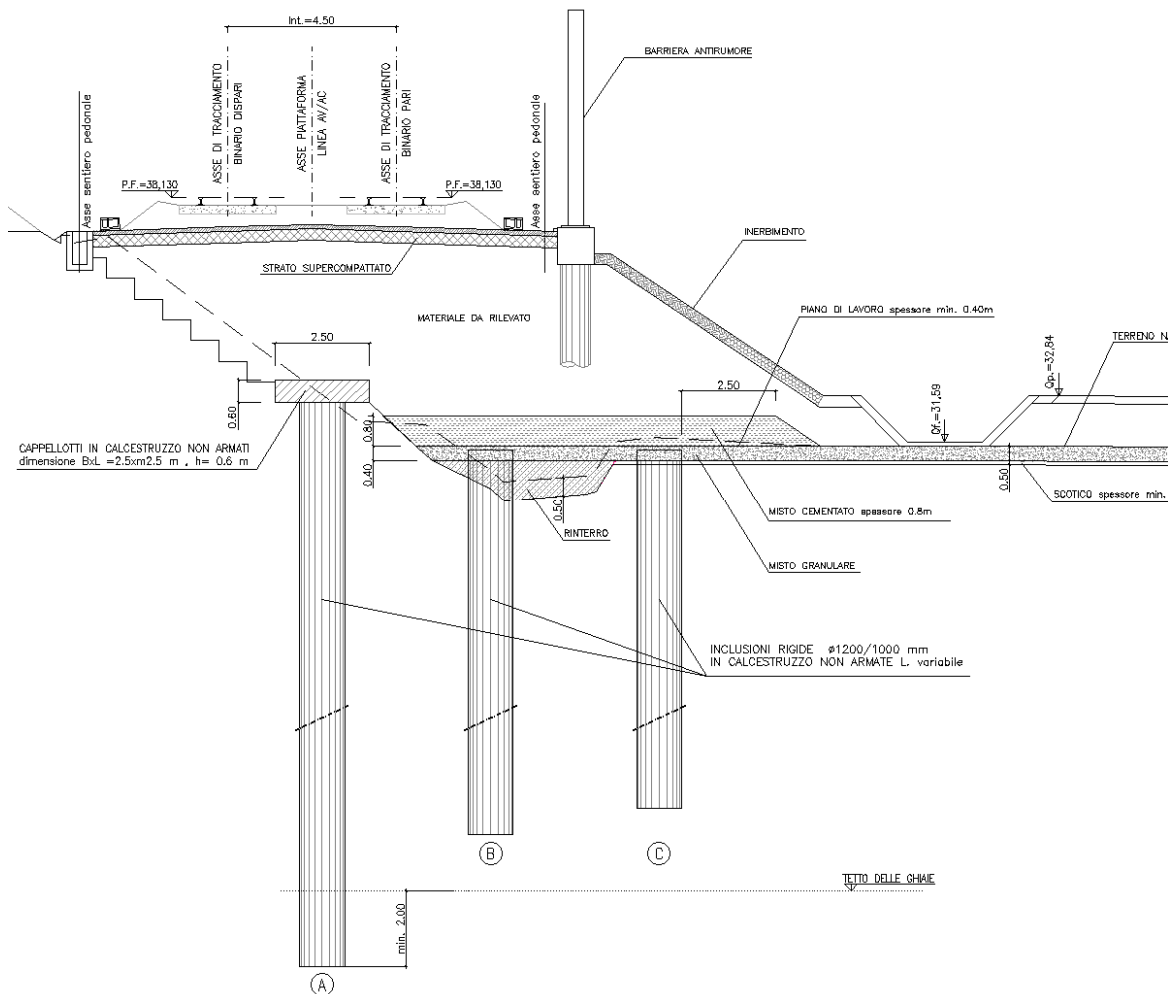 Int.=4.50
BARRIERA ANTIRUMORE
Asse sentiero pedonale
ASSE DI TRACCIAMENTO
BINARIO DISPARI
ASSE PIATTAFORMA
LINEA AV/AC
ASSE DI TRACCIAMENTO
BINARIO PARI
Asse sentiero pedonale
P.F.=38,130
P.F.=38,130
INERBIMENTO
STRATO SUPERCOMPATTATO
MATERIALE DA RILEVATO
PIANO DI LAVORO spessore min. 0.40m
TERRENO
2.50
2.50
Qf.=31,59
Qp.=32,84
0.60
0.80
0.40
0.50
0.50
CAPPELLOTTI IN CALCESTRUZZO NON ARMATI
dimensione BxL =2.5xm2.5 m , h= 0.6 m
SCOTICO spessore min.
MISTO CEMENTATO spessore 0.8m
RINTERRO
MISTO GRANULARE
INCLUSIONI RIGIDE ø1200/1000 mm
IN CALCESTRUZZO NON ARMATE L. variabile
B
C
TETTO DELLE GHIAIE
min. 2.00
A